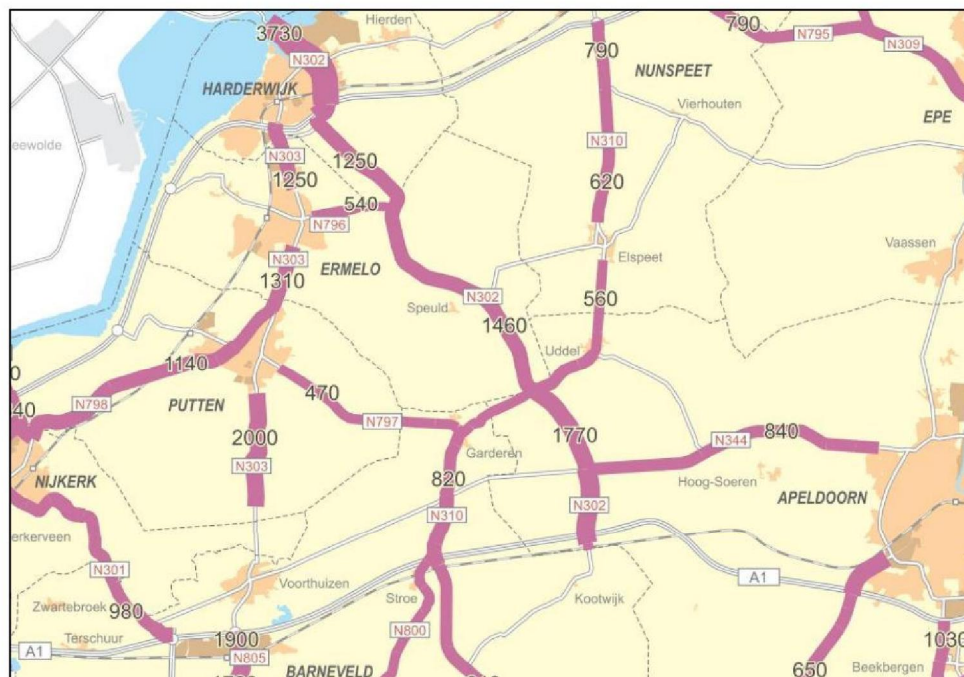 3730
Hierden
790
790
N795
N309
N302
HARDERWIJK
NUNSPEET
Vierhouten
EPE
eewolde
N303
1250
N310
1250
620
540
N796
Elspeet
Vaassen
N303
ERMELO
1310
N302
560
Speuld
1460
Uddel
1140
470
N798
PUTTEN
N797
2000
1770
N344
840
Garderen
N303
820
Hoog-Soeren
APELDOORN
NIJKERK
N302
N310
erkerveen
N301
Voorthuizen
A1
Zwartebroek
980
Stroe
Kootwijk
Terschuur
1900
N800
1030
A1
N805
BARNEVELD
650
Beekbergen